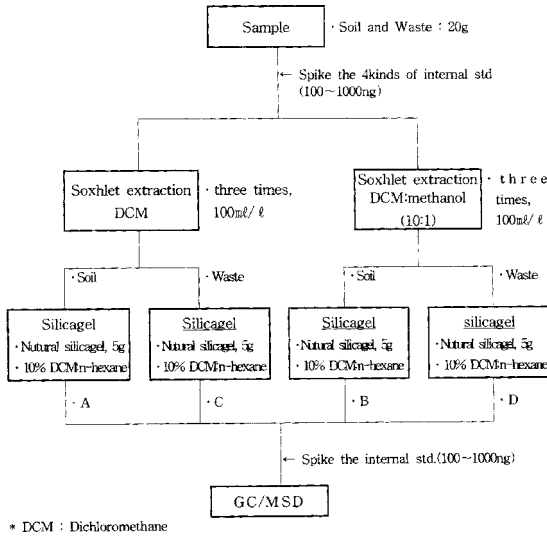 Sample
· Soil and Waste : 20g
← Spike the 4kinds of internal std
(100～1000ng)
Soxhlet extraction
DCM
· three times,
100㎖/ℓ
Soxhlet extraction
DCM:methanol
(10:1)
· three
times,
100㎖/ℓ
·Soil
·Waste
·Soil
·Waste
Silicagel
·Nutural silicagel, 5g
· 10% DCM:n-hexane
Silicagel
·Nutural silicagel, 5g
· 10% DCM:n-hexane
Silicagel
·Nutural silicagel, 5g
· 10% DCM:n-hexane
silicagel
·Nutural silicagel, 5g
· 10% DCM:n-hexane
· A
· C
· B
· D
← Spike the internal std.(100～1000ng)
GC/MSD
* DCM : Dichloromethane